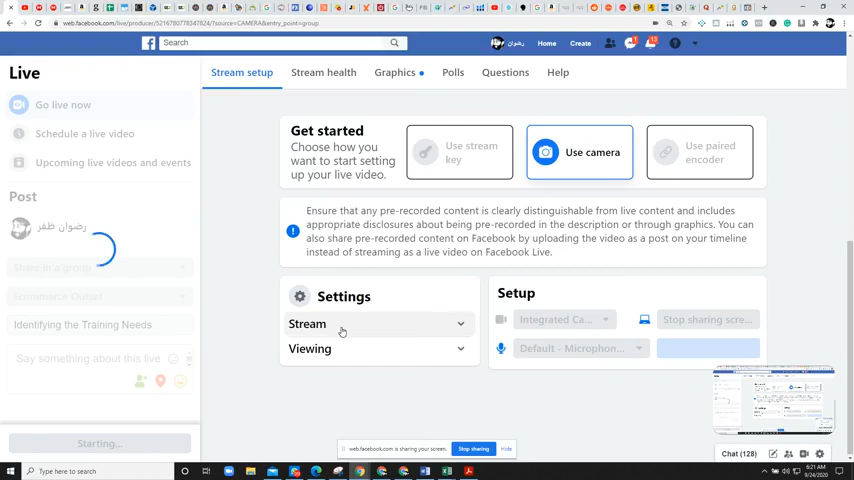 web.facebook.com/live/producer/521678077834782​4/?source=CAMERA&entry_point=group
Search
رضوان
Home
Create
1
13
Live
Stream setup
Stream health
Graphics
Polls
Questions
Help
Go live now
Schedule a live video
Upcoming live videos and events
Post
رضوان ظفر
Share in a group
Ecommerce Outset
Identifying the Training Needs
Say something about this live
Starting...
Get started
Choose how you
want to start setting
up your live video.
Use stream
key
Use camera
Use paired
encoder
Ensure that any pre-recorded content is clearly distinguishable from live content and includes
appropriate disclosures about being pre-recorded in the description or through graphics. You can
also share pre-recorded content on Facebook by uploading the video as a post on your timeline
instead of streaming as a live video on Facebook Live.
Settings
Stream
Viewing
Setup
Integrated Ca...
Stop sharing scre...
Default - Microphon...
web.facebook.com is sharing your screen.
Stop sharing
Hide
Chat (128)
Type here to search
6:21 AM
9/24/2020